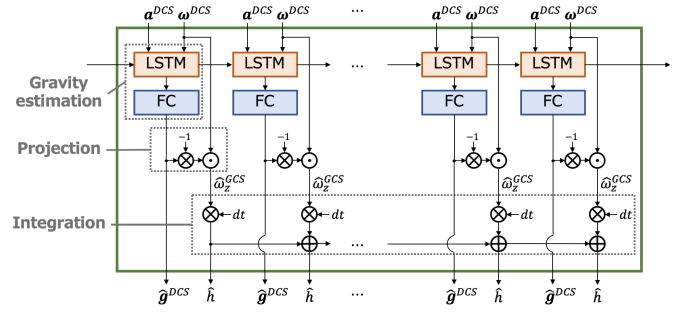 a^DCS ω^DCS a^DCS ω^DCS ... a^DCS ω^DCS a^DCS ω^DCS
LSTM LSTM ... LSTM LSTM
Gravity
estimation
FC FC FC FC
−1 −1 −1 −1
Projection
ω̂_z^GCS ω̂_z^GCS ω̂_z^GCS ω̂_z^GCS
Integration
dt dt dt dt
...
ĝ^DCS ĥ ĝ^DCS ĥ ... ĝ^DCS ĥ ĝ^DCS ĥ